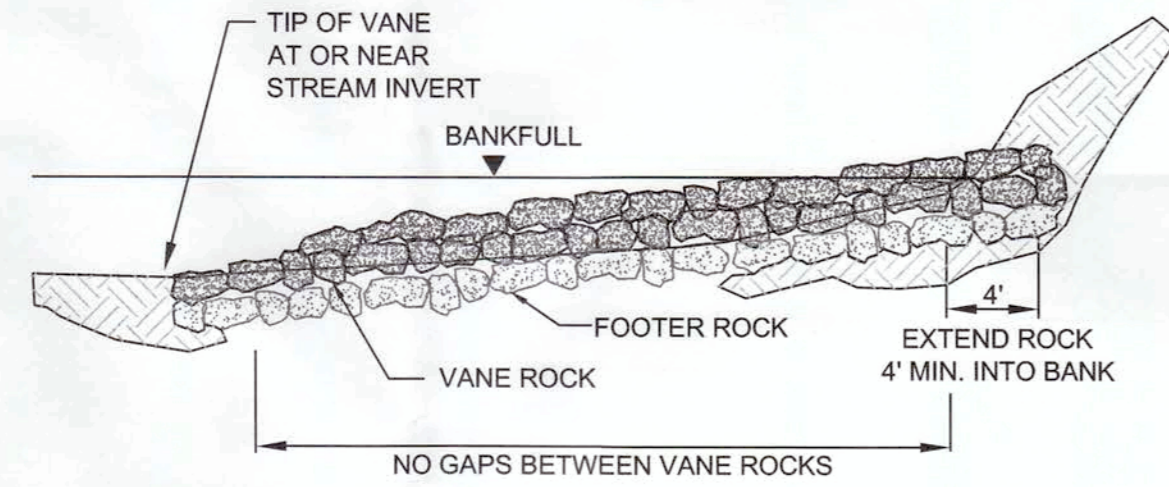 TIP OF VANE
AT OR NEAR
STREAM INVERT
BANKFULL
FOOTER ROCK
VANE ROCK
4'
EXTEND ROCK
4' MIN. INTO BANK
NO GAPS BETWEEN VANE ROCKS